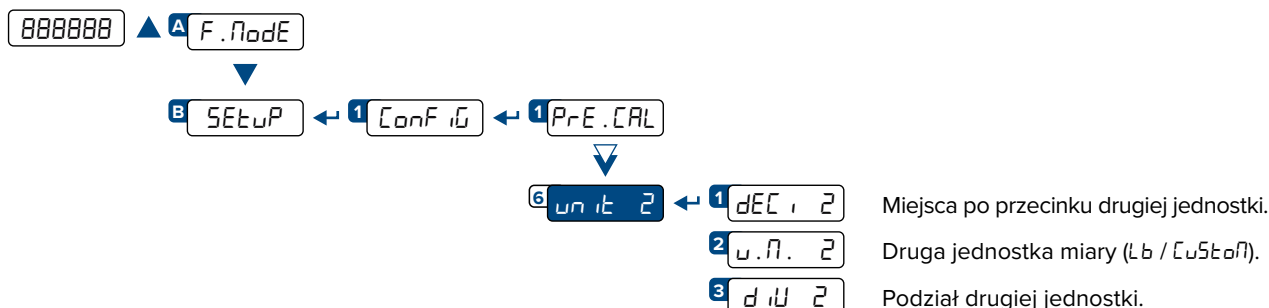 888888 A F.ModE
B SEtuP 1 ConFiG 1 PrE.CAL
6 unit 2 1 dECi 2 Miejsca po przecinku drugiej jednostki.
2 u.M. 2 Druga jednostka miary (Lb / CuStoM).
3 diU 2 Podział drugiej jednostki.